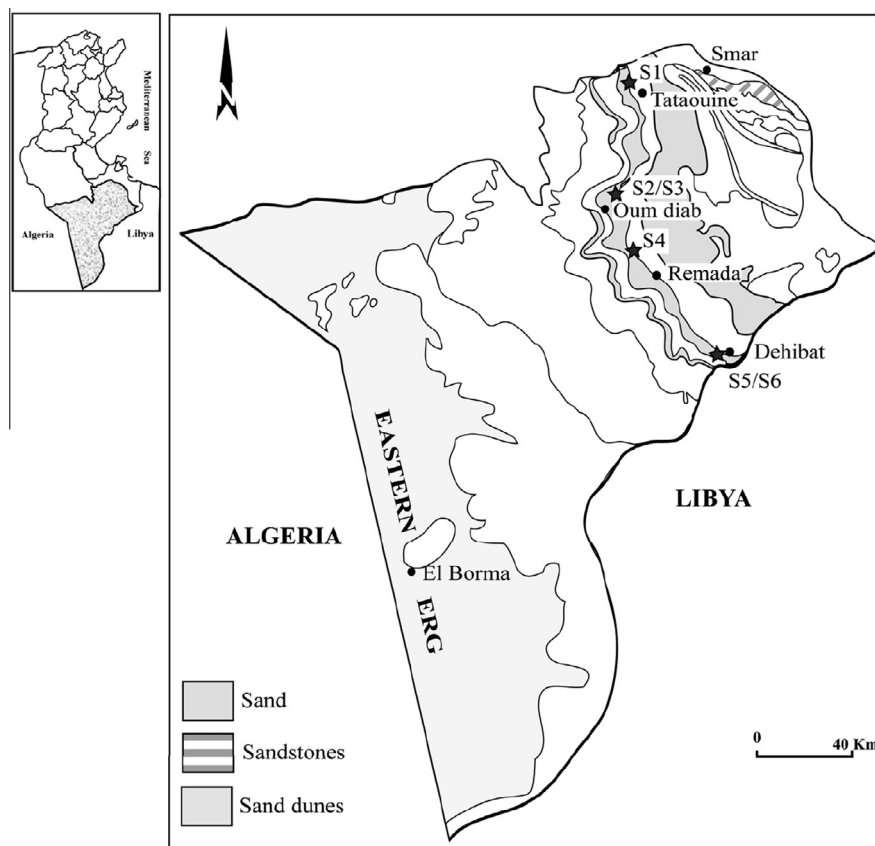 Mediterranean
Sea
Algeria
Libya
N
Smar
S1
Tataouine
S2/S3
Oum diab
S4
Remada
Dehibat
S5/S6
EASTERN
ERG
LIBYA
ALGERIA
El Borma
Sand
Sandstones
Sand dunes
0
40 Km